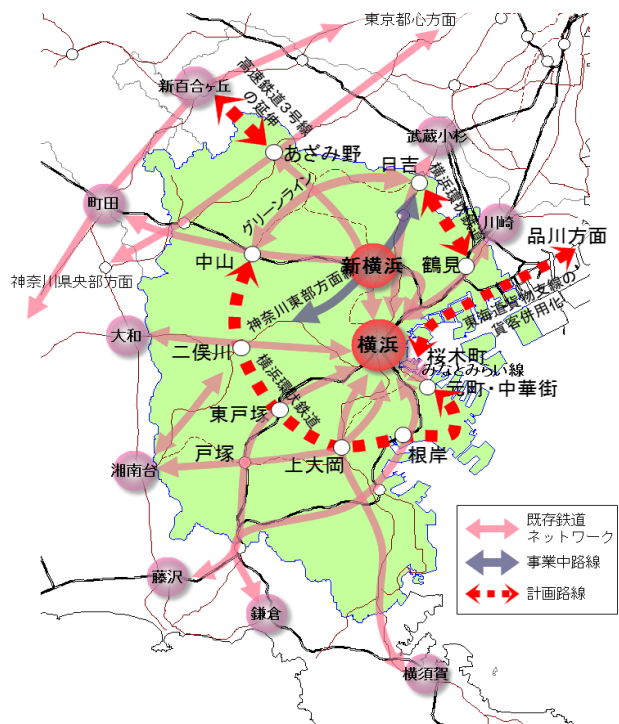 東京都心方面
新百合ヶ丘
高速鉄道3号線
の延伸
武蔵小杉
あざみ野
日吉
横浜環状鉄道
グリーンライン
町田
川崎
品川方面
中山
新横浜
鶴見
神奈川県央部方面
神奈川東部方面線
東海道貨物支線の
貨客併用化
大和
二俣川
横浜
桜木町
みなとみらい線
元町・中華街
横浜環状鉄道
東戸塚
戸塚
上大岡
根岸
湘南台
既存鉄道
ネットワーク
事業中路線
計画路線
藤沢
鎌倉
横須賀